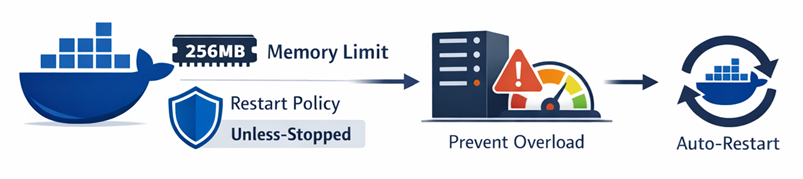 256MB Memory Limit
Restart Policy
Unless-Stopped
Prevent Overload
Auto-Restart